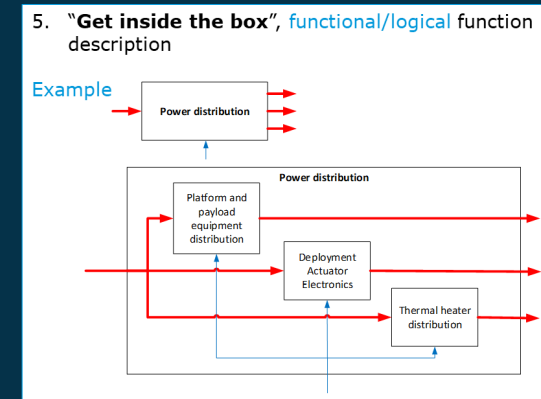 5. “Get inside the box”, functional/logical function
description
Example
Power distribution
Power distribution
Platform and
payload
equipment
distribution
Deployment
Actuator
Electronics
Thermal heater
distribution